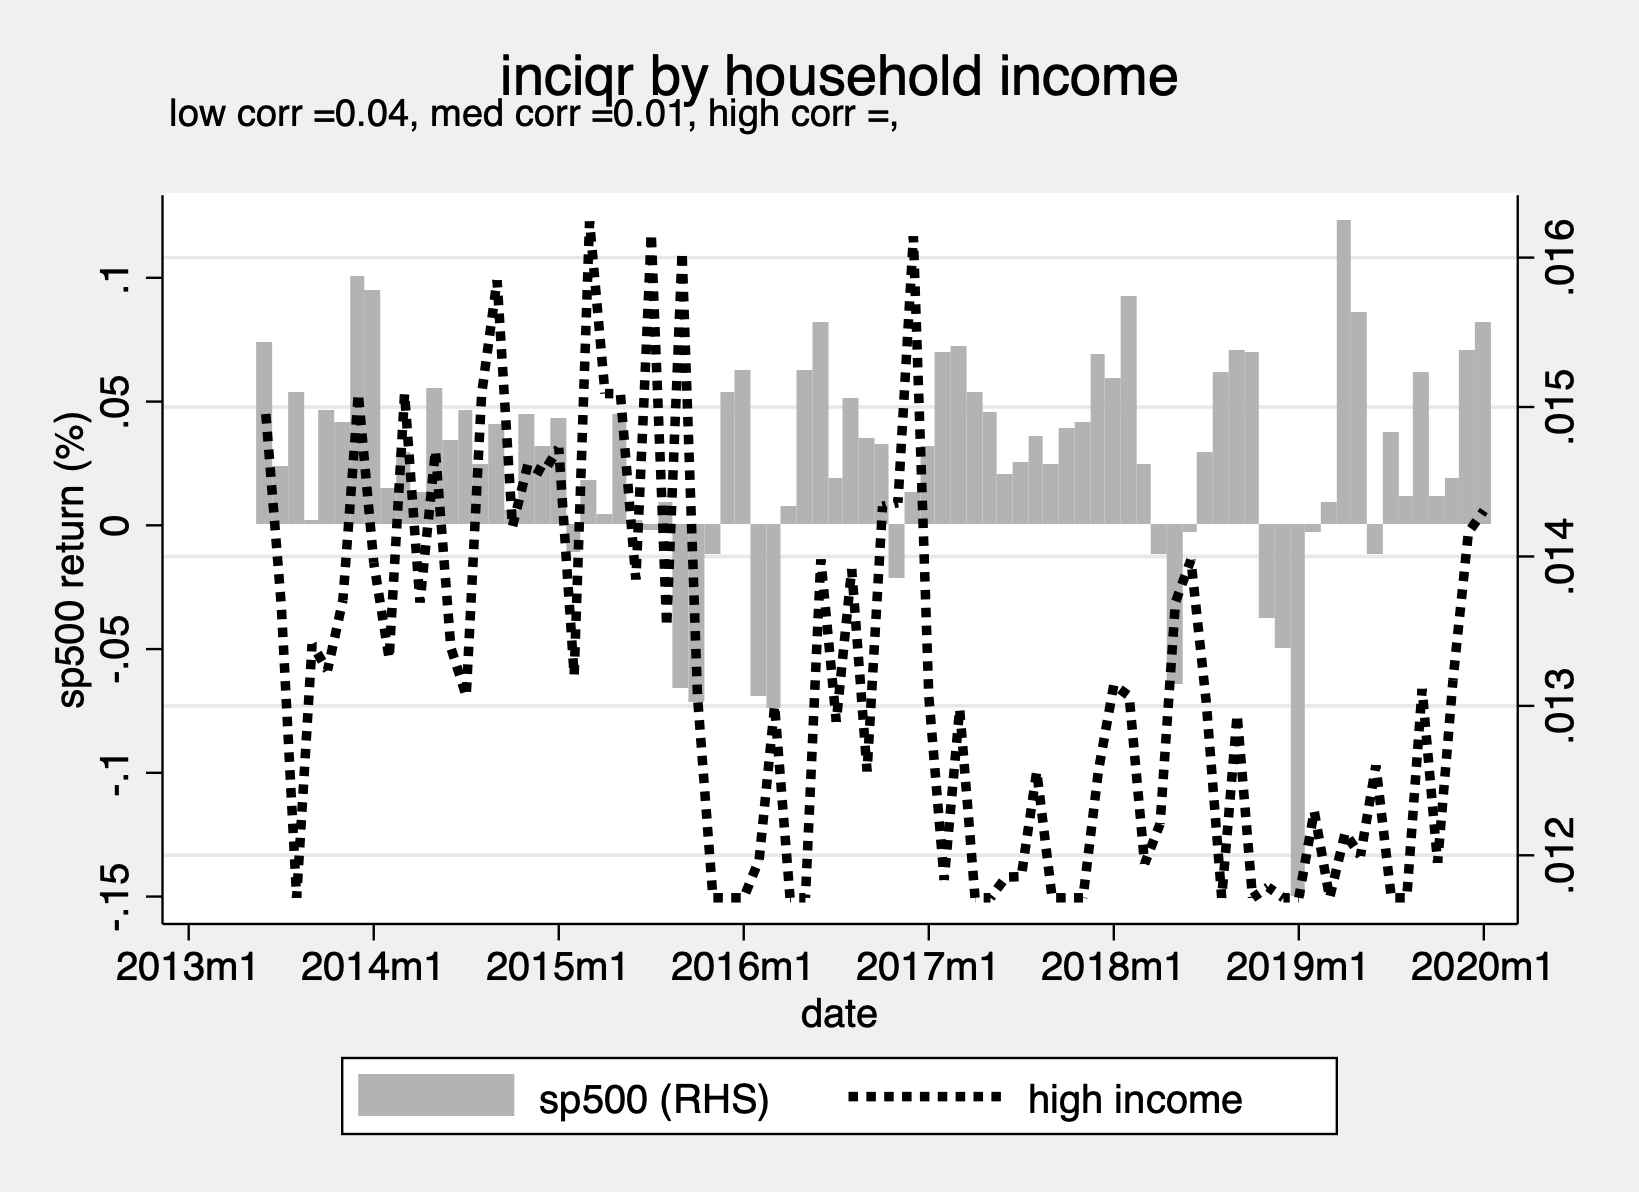 inciqr by household income
low corr =0.04, med corr =0.01, high corr =,
sp500 return (%)
.1
.05
0
-.05
-.1
-.15
.016
.015
.014
.013
.012
2013m1 2014m1 2015m1 2016m1 2017m1 2018m1 2019m1 2020m1
date
sp500 (RHS) high income